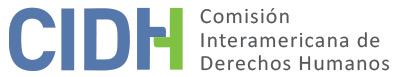 CIDH
Comisión
Interamericana de
Derechos Humanos